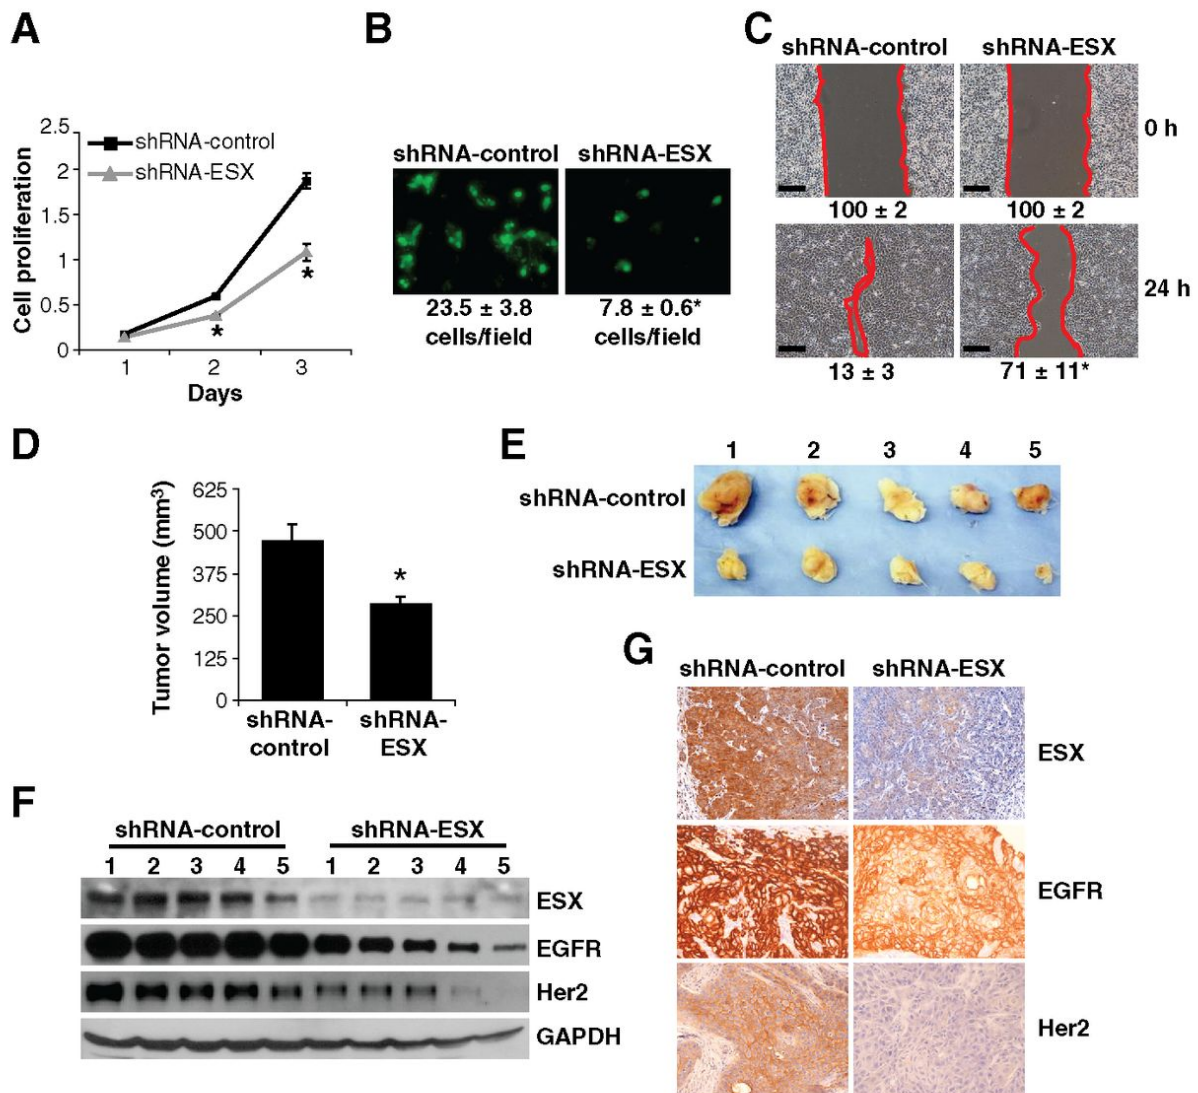 A
2.5
2
1.5
1
0.5
0
Cell proliferation
shRNA-control
shRNA-ESX
*
*
1 2 3
Days
B
shRNA-control shRNA-ESX
23.5 ± 3.8 7.8 ± 0.6*
cells/field cells/field
C
shRNA-control shRNA-ESX
0 h
100 ± 2 100 ± 2
24 h
13 ± 3 71 ± 11*
D
Tumor volume (mm³)
625
500
375
250
125
0
*
shRNA- shRNA-
control ESX
E
1 2 3 4 5
shRNA-control
shRNA-ESX
F
shRNA-control shRNA-ESX
1 2 3 4 5 1 2 3 4 5
ESX
EGFR
Her2
GAPDH
G
shRNA-control shRNA-ESX
ESX
EGFR
Her2